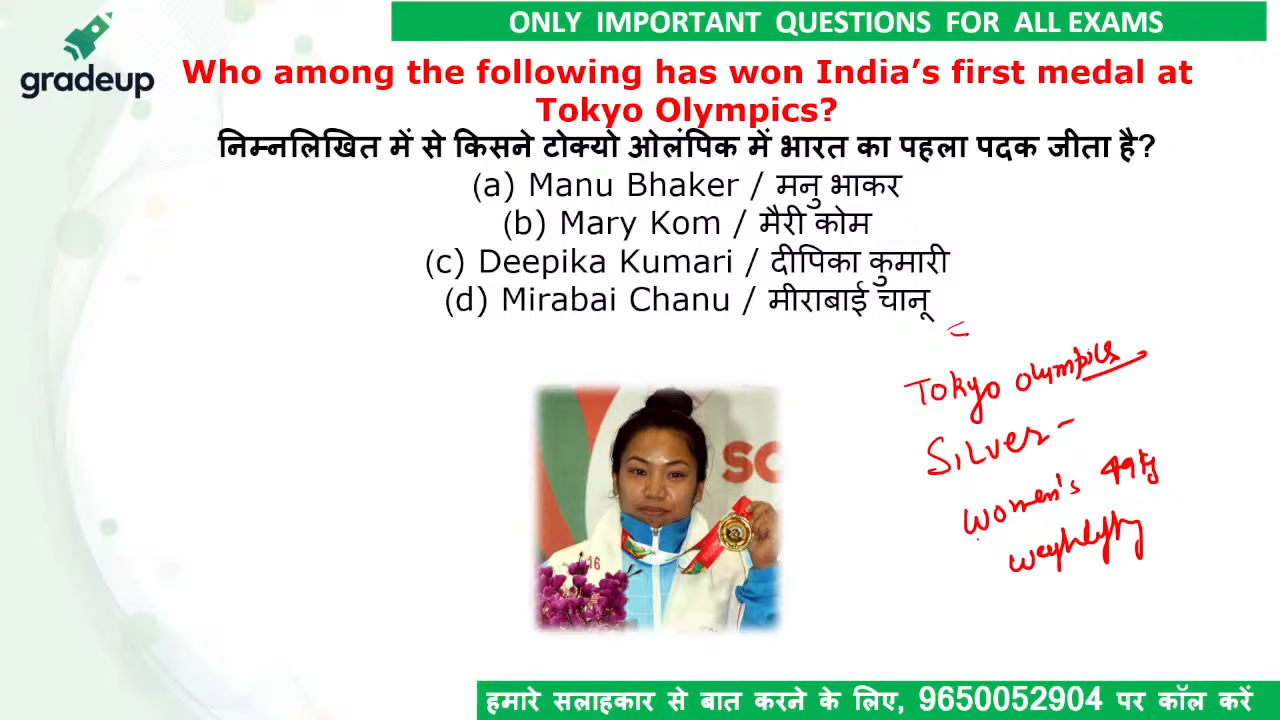 ONLY IMPORTANT QUESTIONS FOR ALL EXAMS
gradeup
Who among the following has won India’s first medal at
Tokyo Olympics?
निम्नलिखित में से किसने टोक्यो ओलंपिक में भारत का पहला पदक जीता है?
(a) Manu Bhaker / मनु भाकर
(b) Mary Kom / मैरी कोम
(c) Deepika Kumari / दीपिका कुमारी
(d) Mirabai Chanu / मीराबाई चानू
Tokyo Olympics
Silver -
women's 49kg
SC
16
हमारे सलाहकार से बात करने के लिए, 9650052904 पर कॉल करें